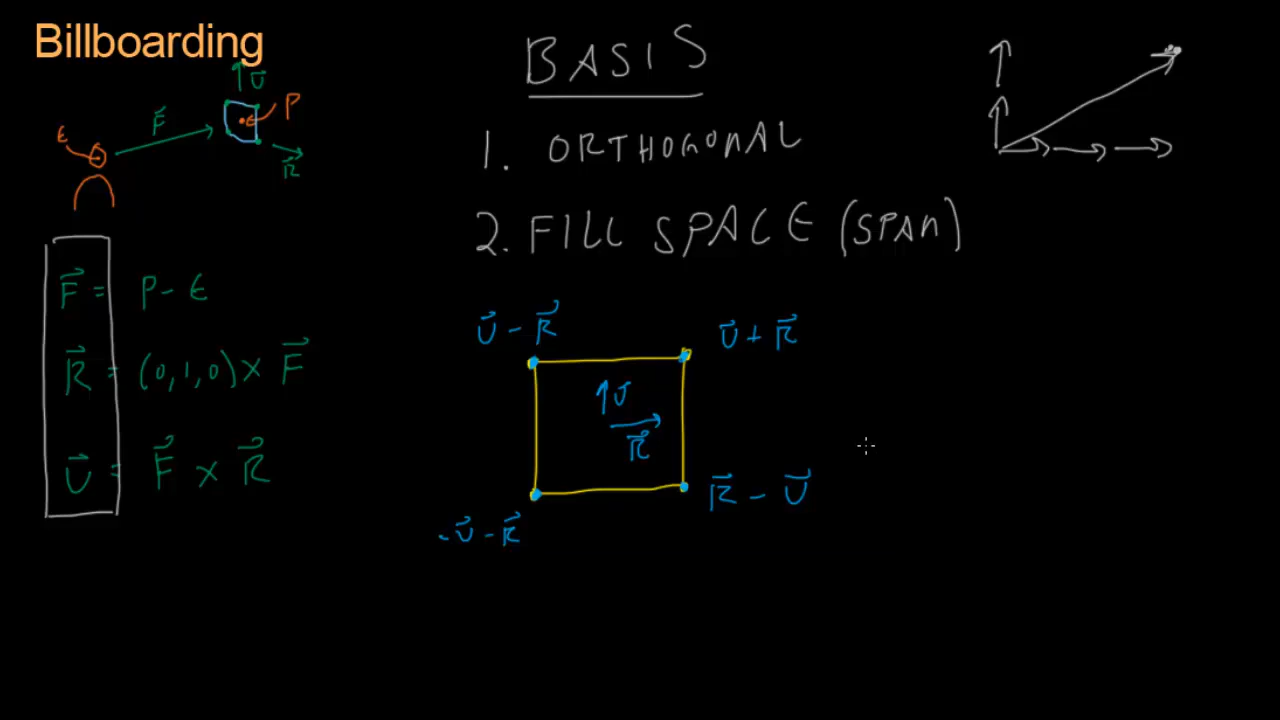 Billboarding
BASIS
U
P
F
E
R
1. ORTHOGONAL
2. FILL SPACE (SPAN)
F = P - E
R = (0,1,0) × F
U = F × R
U - R
U + R
U
R
R - U
-U - R